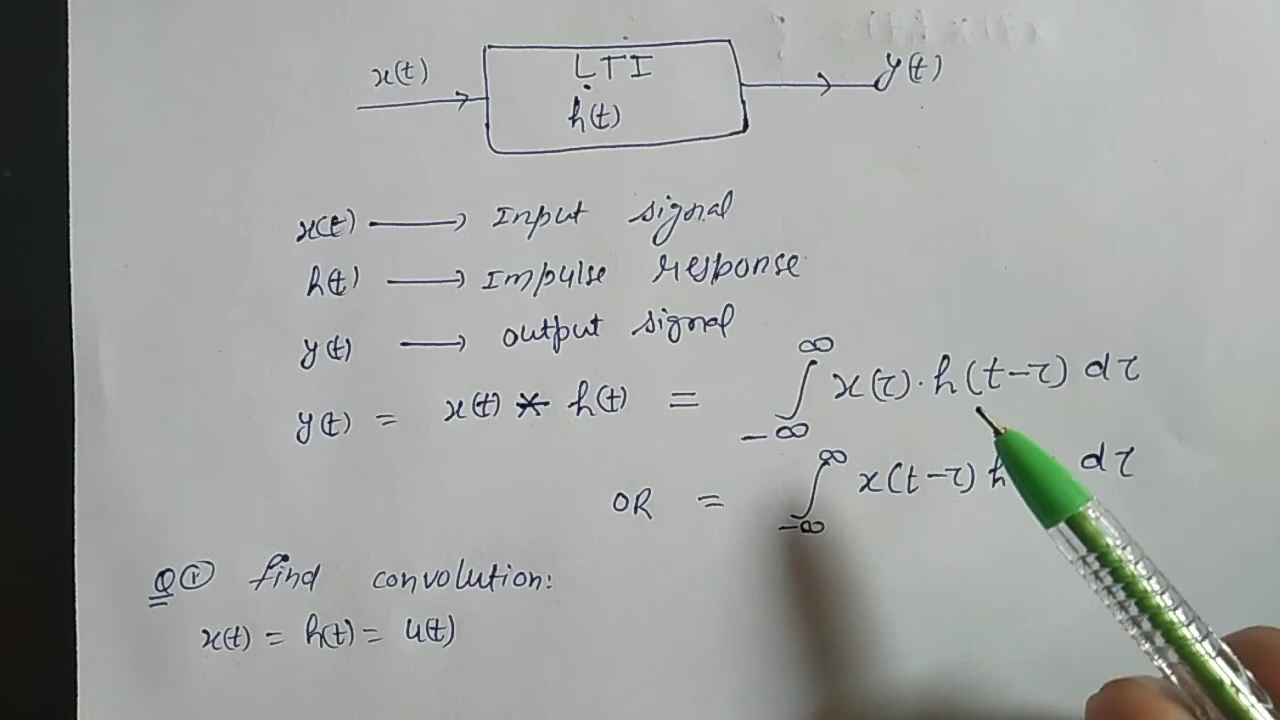 x(t) LTI y(t)
h(t)
x(t) → Input signal
h(t) → Impulse response
y(t) → output signal
y(t) = x(t) * h(t) = ∫_{-∞}^{∞} x(τ)·h(t-τ) dτ
OR = ∫_{-∞}^{∞} x(t-τ) h dτ
Q① find convolution:
x(t) = h(t) = u(t)